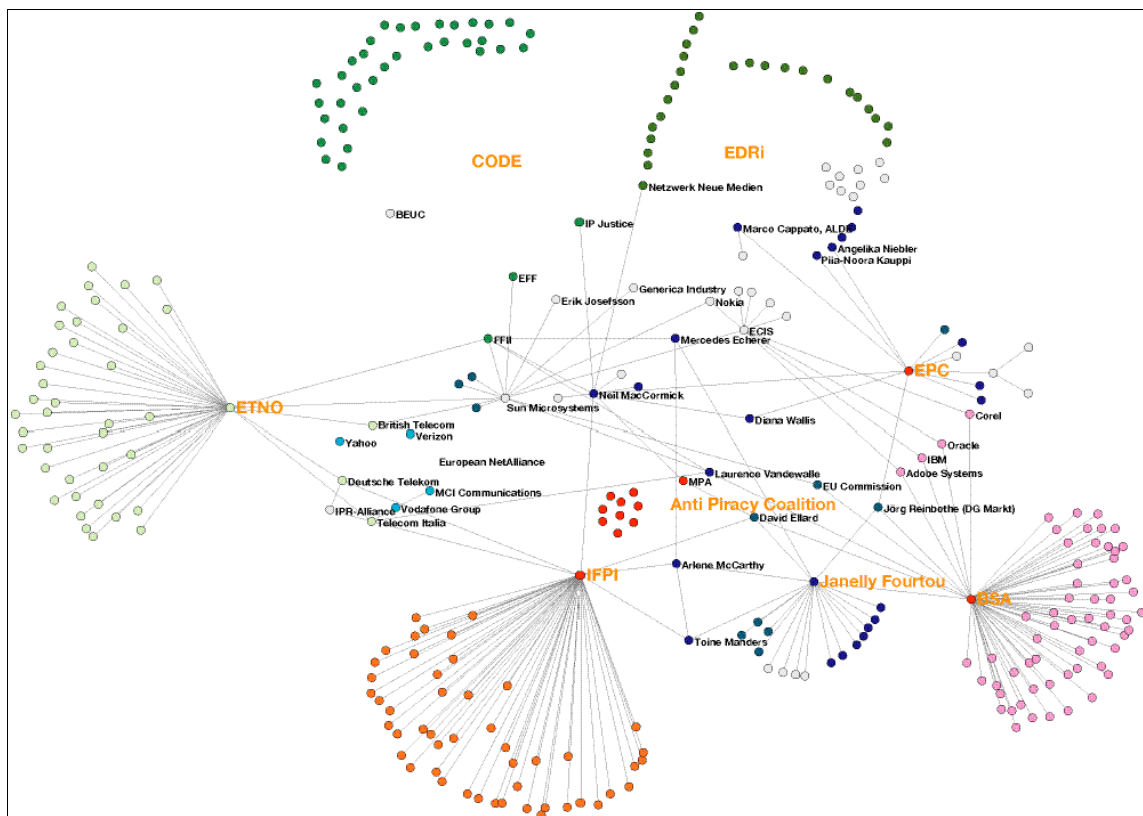 CODE
EDRi
Netzwerk Neue Medien
BEUC
IP Justice
Marco Cappato, ALDE
Angelika Niebler
Piia-Noora Kauppi
EFF
Generica Industry
Erik Josefsson
Nokia
ECIS
FFII
Mercedes Echerer
EPC
ETNO
Sun Microsystems
Neil MacCormick
Corel
Diana Wallis
British Telecom
Verizon
Yahoo
Oracle
IBM
European NetAlliance
Laurence Vandewalle
Adobe Systems
Deutsche Telekom
MPA
EU Commission
MCI Communications
Anti Piracy Coalition
IPR-Alliance
Vodafone Group
Jörg Reinbothe (DG Markt)
Telecom Italia
David Ellard
Arlene McCarthy
IFPI
Janelly Fourtou
BSA
Toine Manders